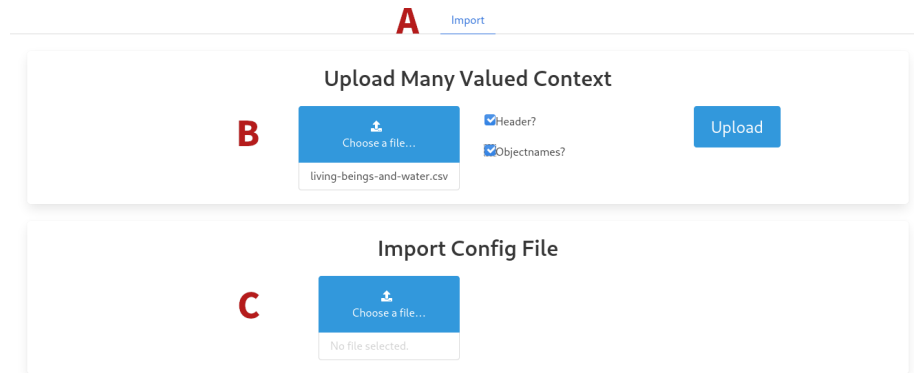 A Import
Upload Many Valued Context
B
Choose a file...
living-beings-and-water.csv
Header?
Objectnames?
Upload
Import Config File
C
Choose a file...
No file selected.